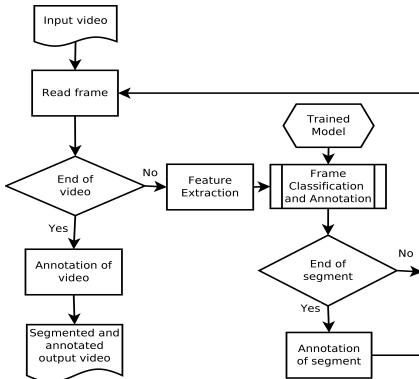 Input video
Read frame
Trained
Model
End of
video
No
Feature
Extraction
Frame
Classification
and Annotation
Yes
Annotation of
video
End of
segment
No
Yes
Segmented and
annotated
output video
Annotation
of segment